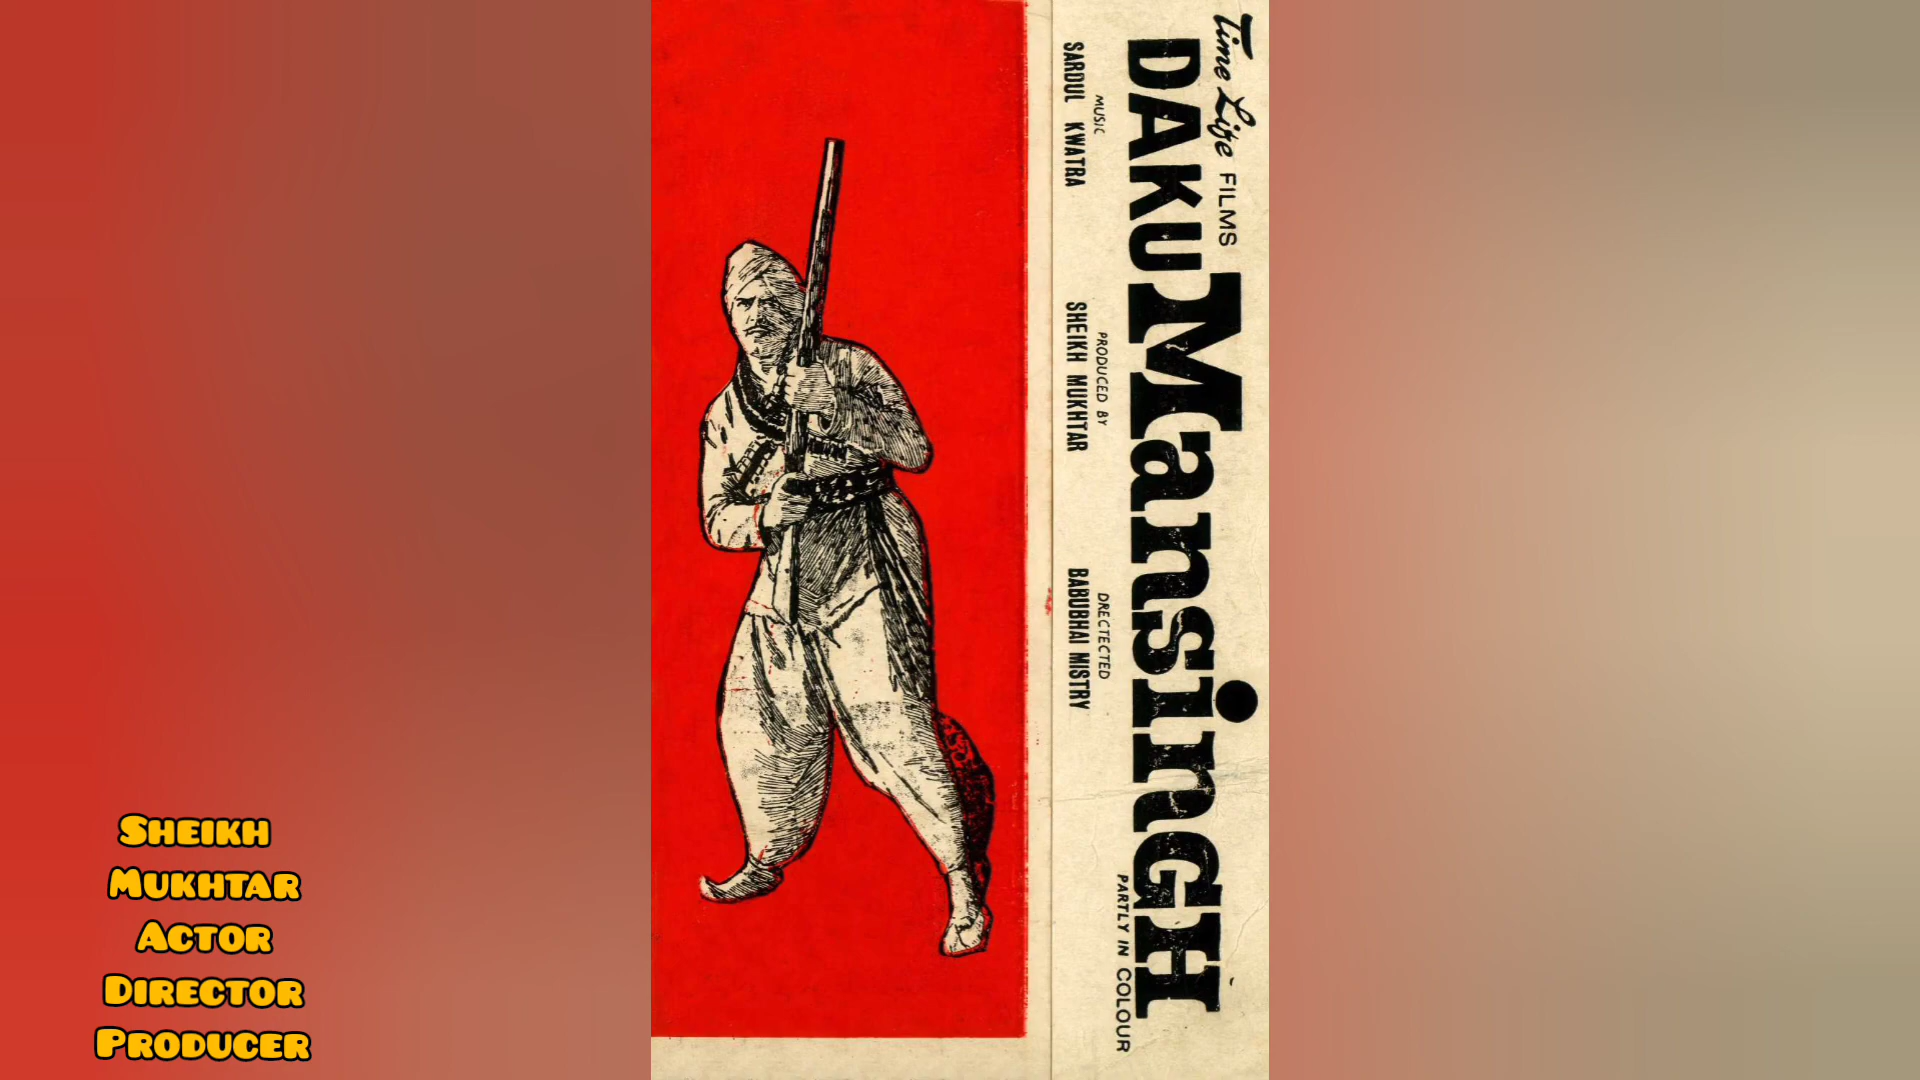 Time Life FILMS
DAKU MansinGH
PARTLY IN COLOUR
MUSIC
SARDUL KWATRA
PRODUCED BY
SHEIKH MUKHTAR
DRECTECTED
BABUBHAI MISTRY
SHEIKH
MUKHTAR
ACTOR
DIRECTOR
PRODUCER